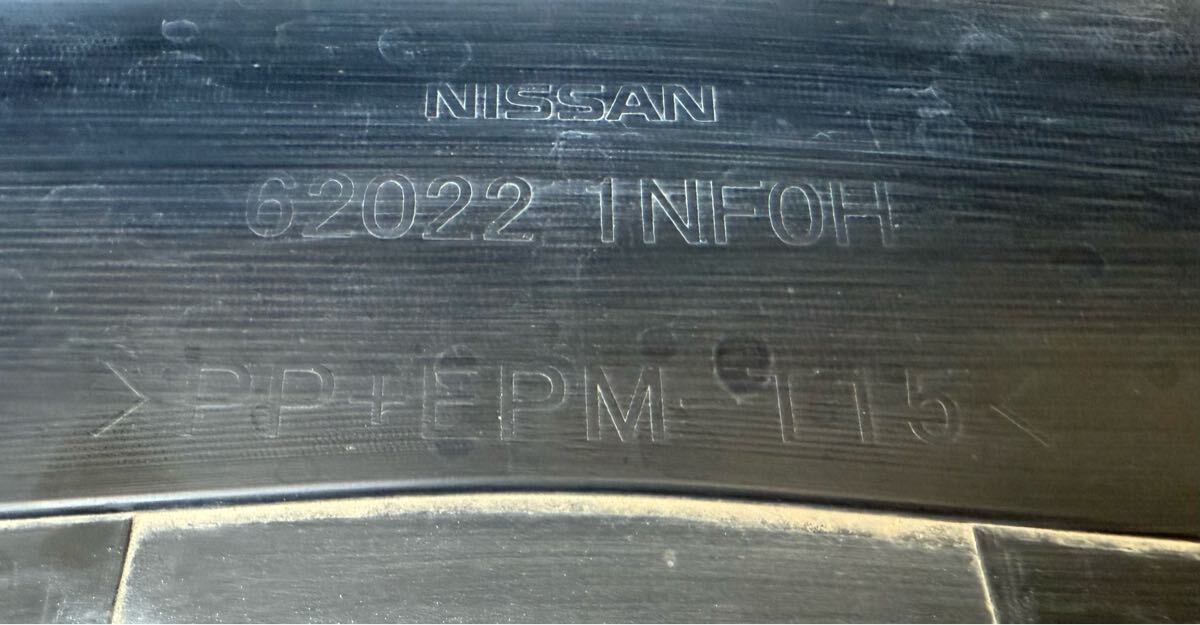 NISSAN
62022 1NF0H
>PP+EPM-T15<